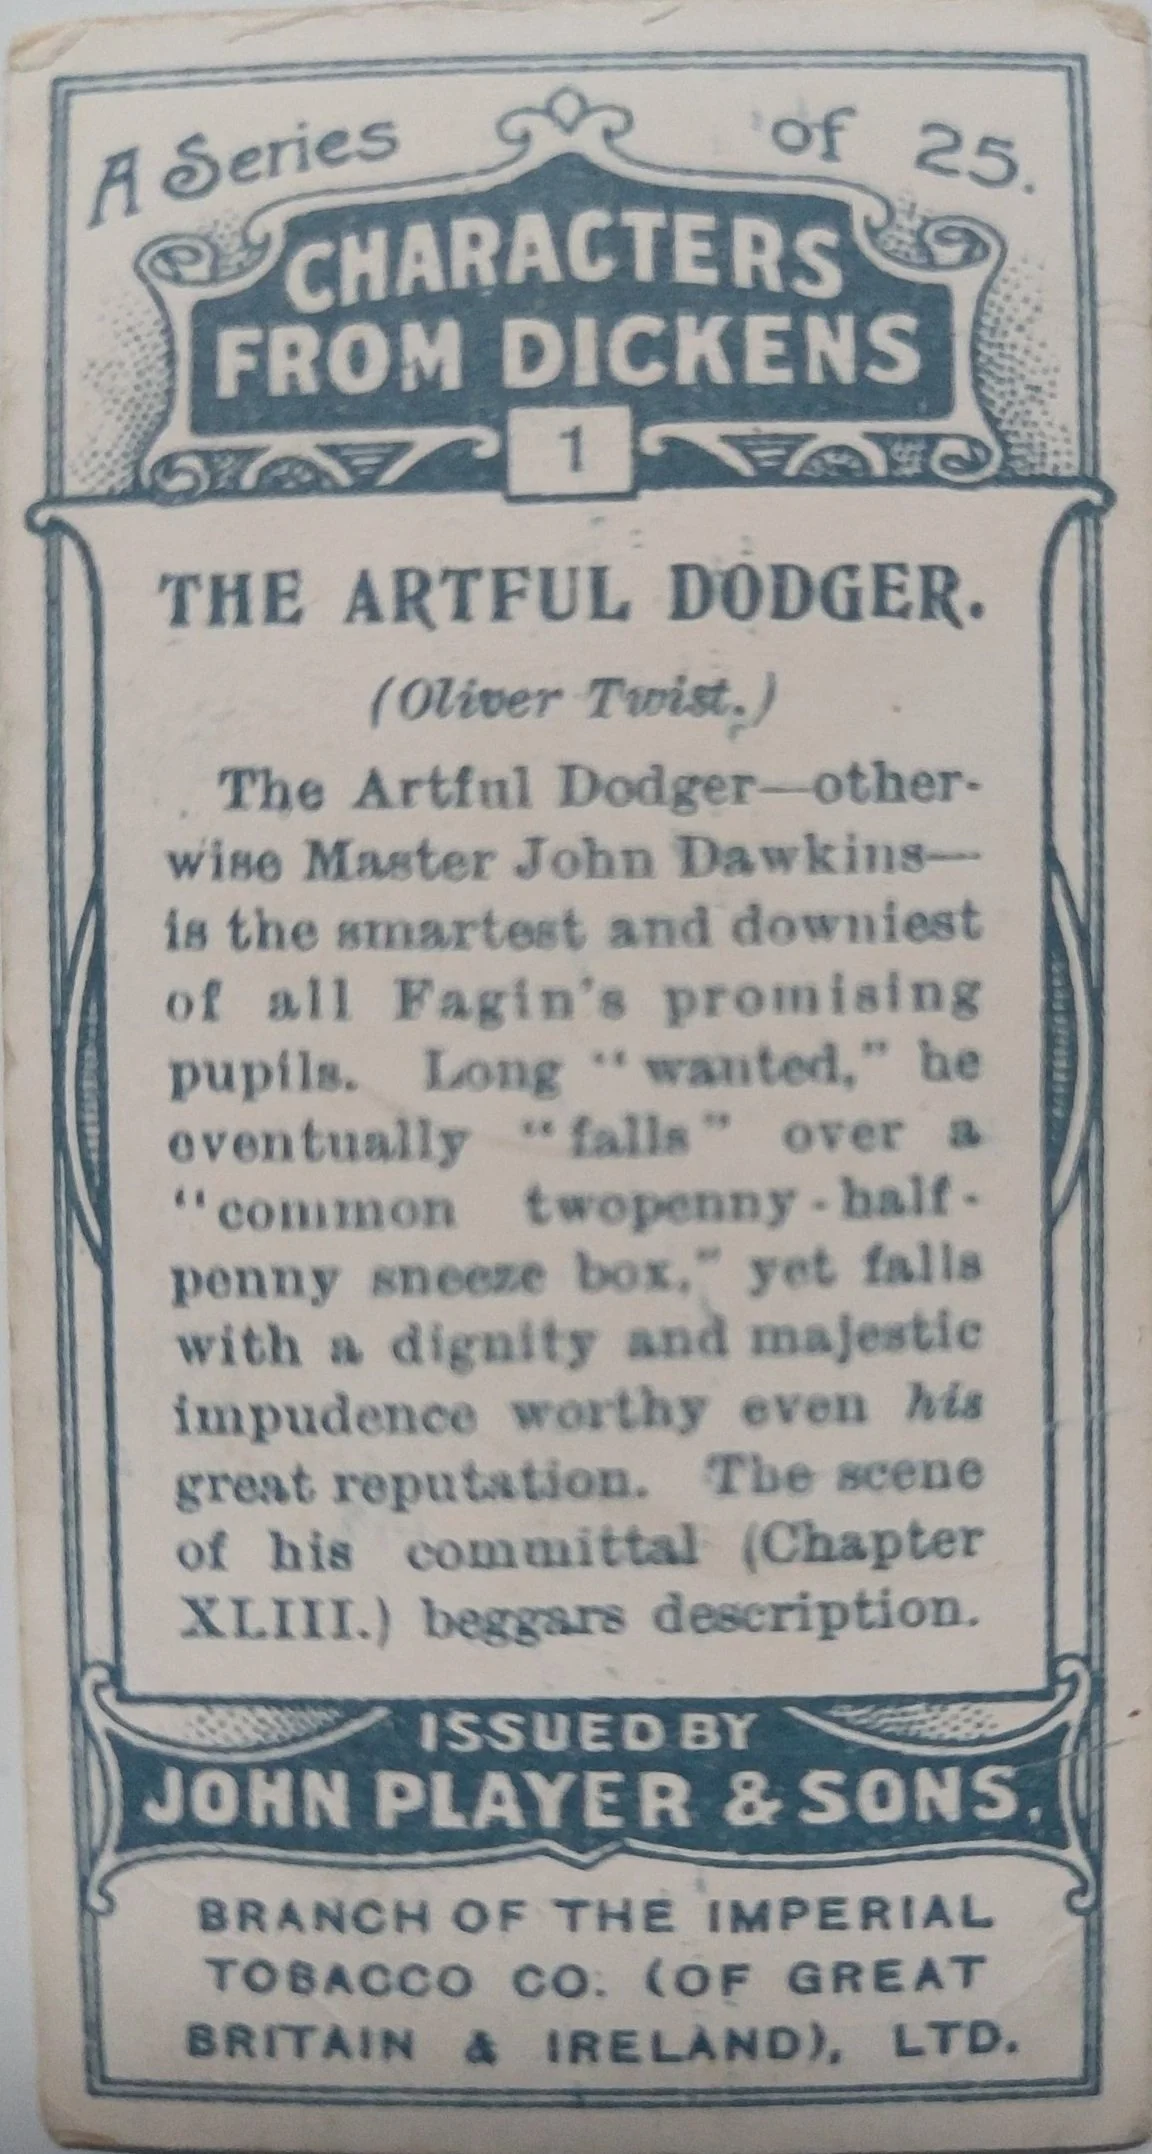 A Series of 25.
CHARACTERS
FROM DICKENS
1
THE ARTFUL DODGER.
(Oliver Twist.)
The Artful Dodger—other-
wise Master John Dawkins—
is the smartest and downiest
of all Fagin's promising
pupils. Long "wanted," he
eventually "falls" over a
"common twopenny-half-
penny sneeze box," yet falls
with a dignity and majestic
impudence worthy even his
great reputation. The scene
of his committal (Chapter
XLIII.) beggars description.
ISSUED BY
JOHN PLAYER & SONS,
BRANCH OF THE IMPERIAL
TOBACCO CO. (OF GREAT
BRITAIN & IRELAND), LTD.